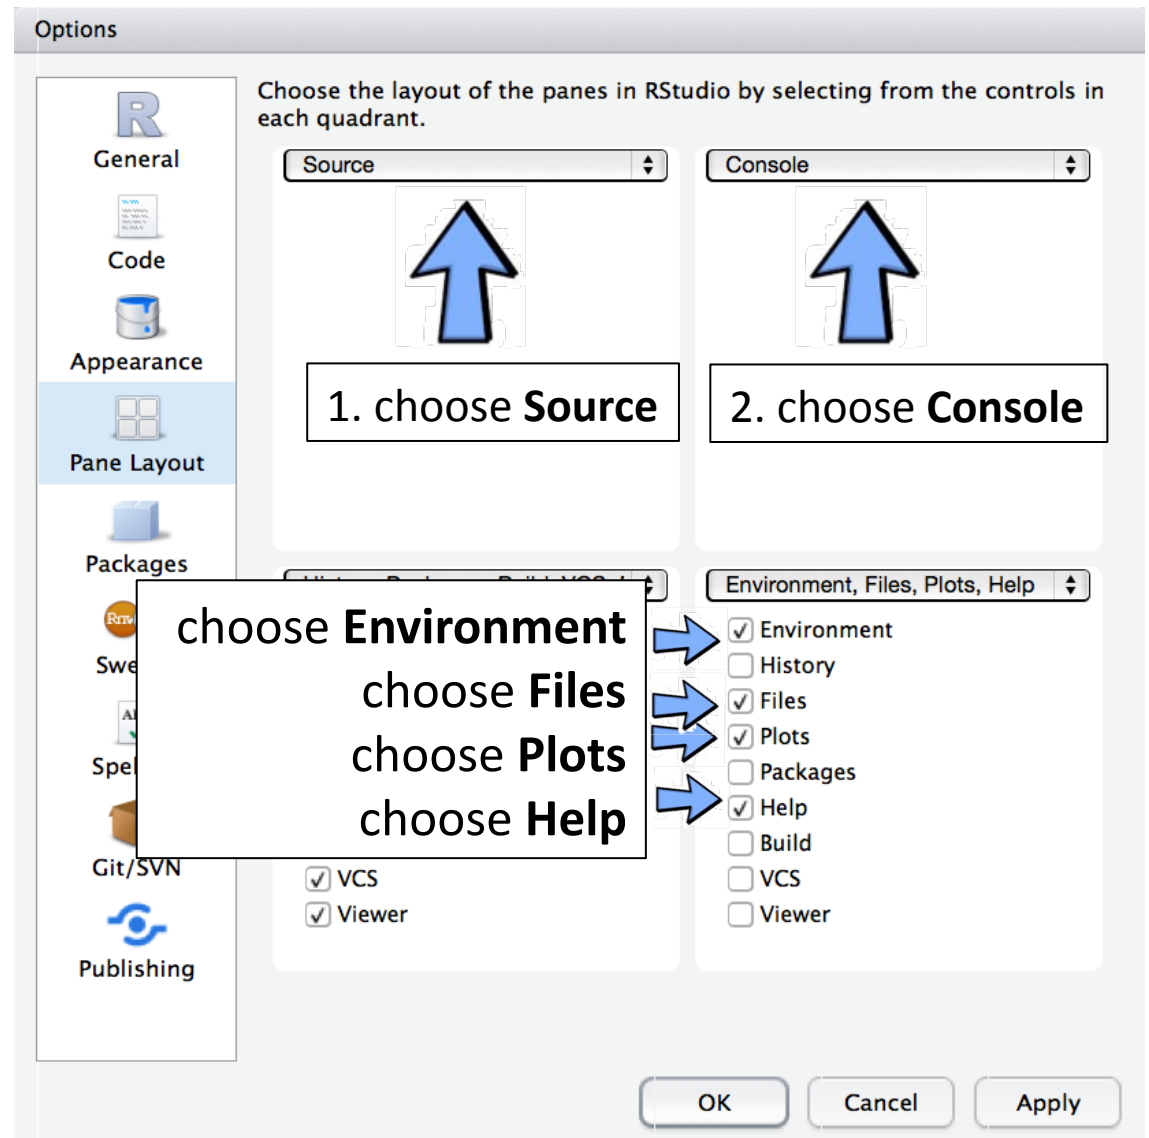 Options
Choose the layout of the panes in RStudio by selecting from the controls in
each quadrant.
General
Code
Appearance
Pane Layout
Packages
Git/SVN
Publishing
Source
Console
1. choose Source
2. choose Console
Environment, Files, Plots, Help
choose Environment
choose Files
choose Plots
choose Help
VCS
Viewer
Environment
History
Files
Plots
Packages
Help
Build
VCS
Viewer
OK
Cancel
Apply